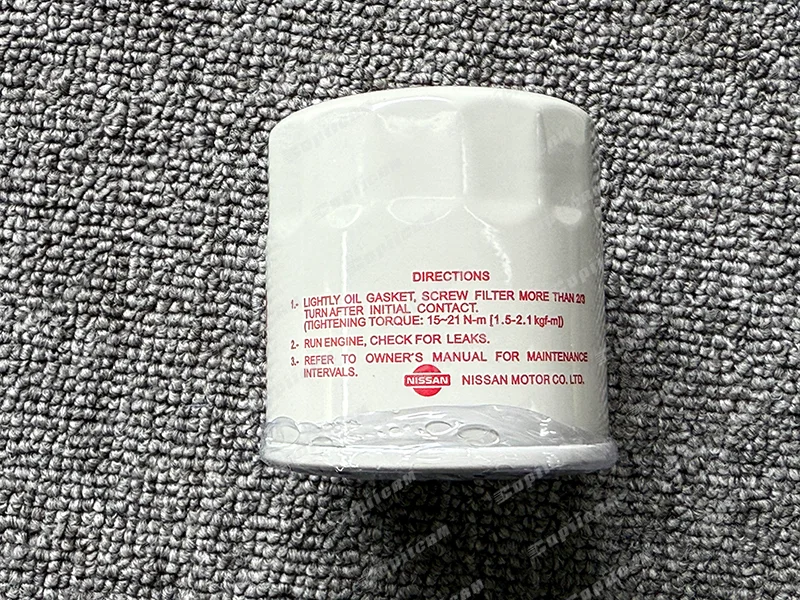 DIRECTIONS
1.- LIGHTLY OIL GASKET, SCREW FILTER MORE THAN 2/3
TURN AFTER INITIAL CONTACT.
(TIGHTENING TORQUE: 15~21 N-m [1.5-2.1 kgf-m])
2.- RUN ENGINE, CHECK FOR LEAKS.
3.- REFER TO OWNER'S MANUAL FOR MAINTENANCE
INTERVALS.
NISSAN NISSAN MOTOR CO. LTD.